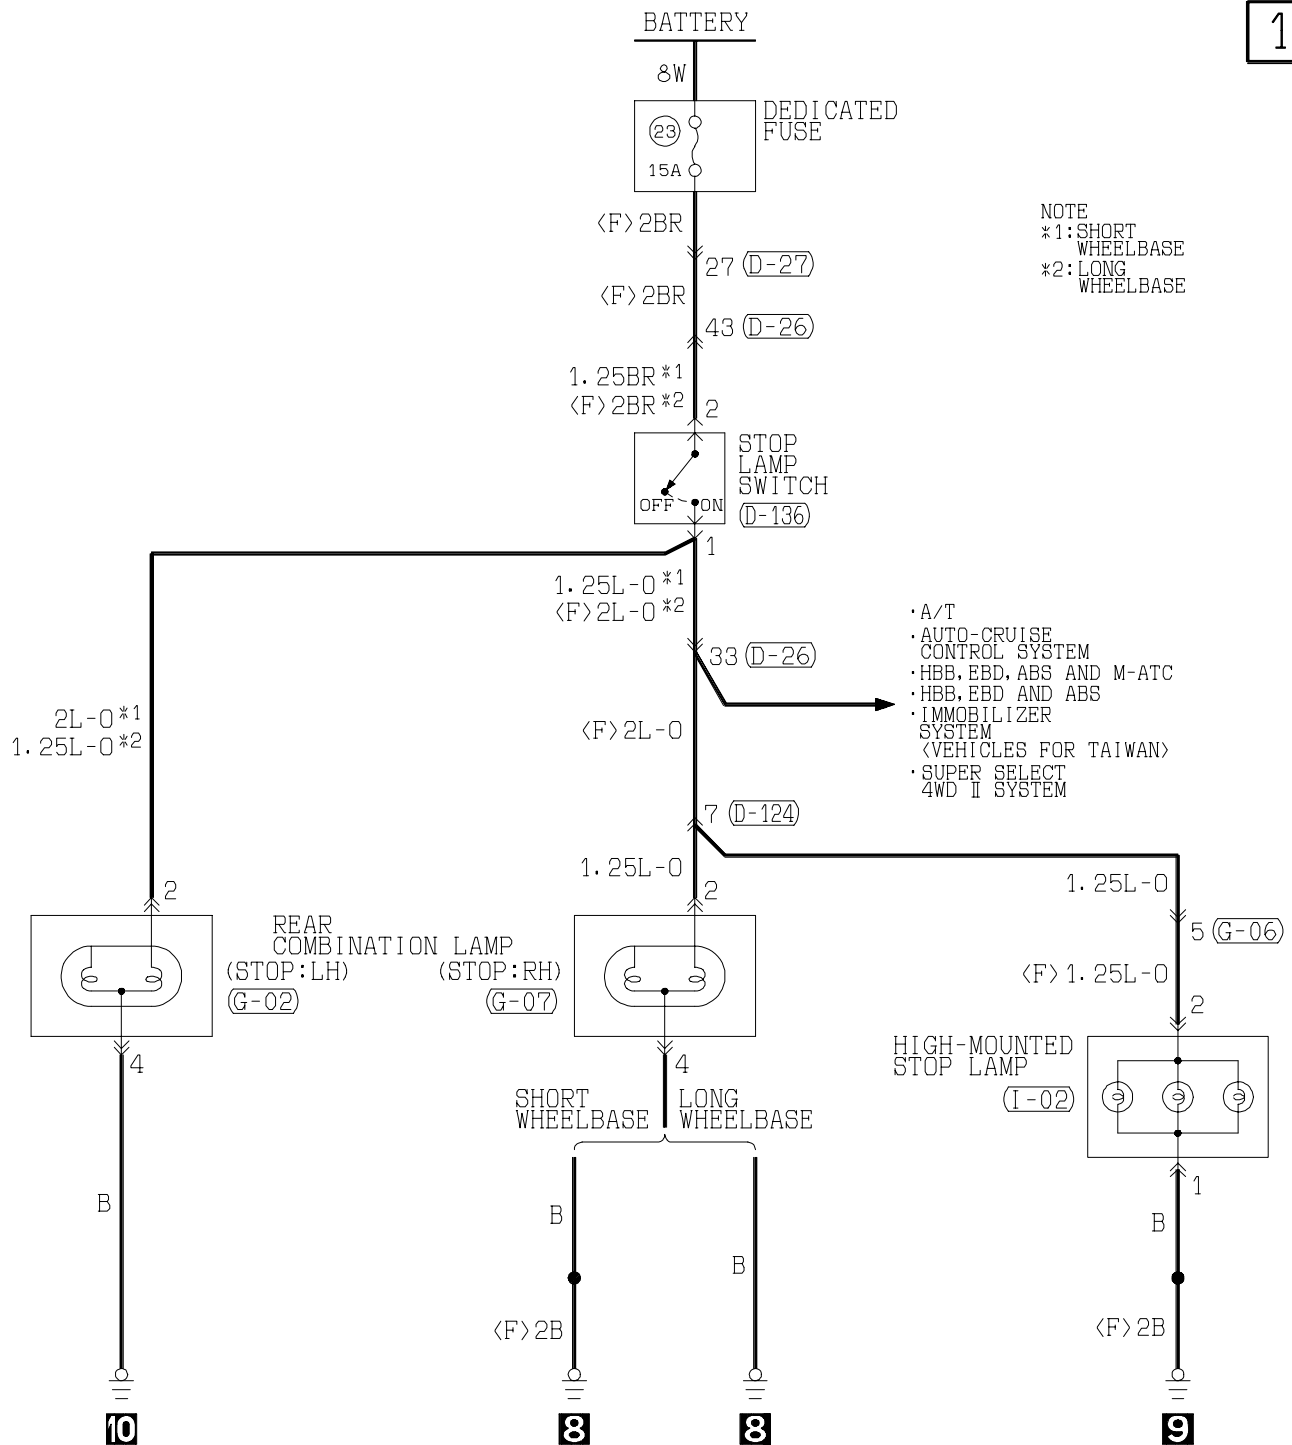 BATTERY
1
8W
DEDICATED
FUSE
23
15A
<F>2BR
NOTE
*1:SHORT
WHEELBASE
*2:LONG
WHEELBASE
27 (D-27)
<F>2BR
43 (D-26)
1.25BR*1
<F>2BR*2
2
STOP
LAMP
SWITCH
OFF ON
(D-136)
1
1.25L-O*1
<F>2L-O*2
33 (D-26)
·A/T
·AUTO-CRUISE
CONTROL SYSTEM
·HBB,EBD,ABS AND M-ATC
·HBB,EBD AND ABS
·IMMOBILIZER
SYSTEM
<VEHICLES FOR TAIWAN>
·SUPER SELECT
4WD II SYSTEM
2L-O*1
1.25L-O*2
<F>2L-O
7 (D-124)
1.25L-O
1.25L-O
2
2
REAR
COMBINATION LAMP
(STOP:LH)
(STOP:RH)
(G-02)
(G-07)
5 (G-06)
<F>1.25L-O
2
4
4
HIGH-MOUNTED
STOP LAMP
(I-02)
SHORT
WHEELBASE
LONG
WHEELBASE
1
B
B
B
B
<F>2B
<F>2B
10
8
8
9